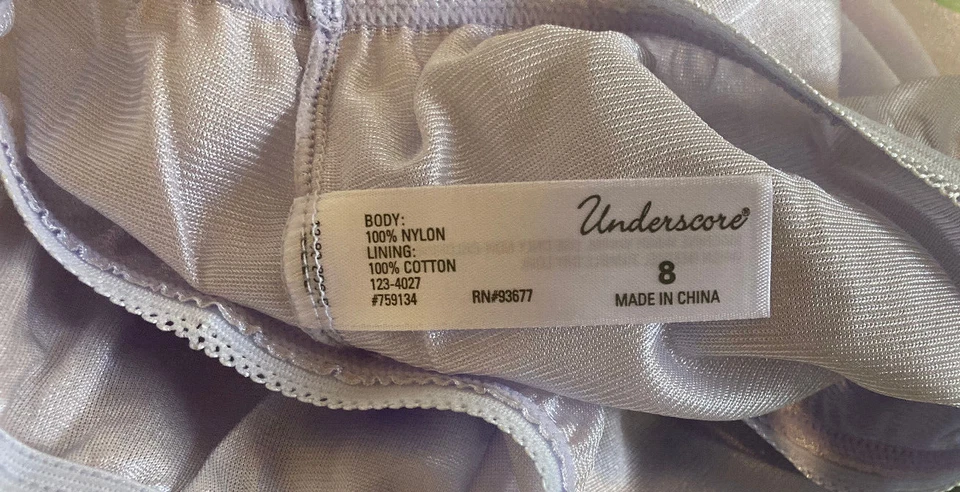 BODY:
100% NYLON
LINING:
100% COTTON
123-4027
#759134
RN#93677
Underscore®
8
MADE IN CHINA